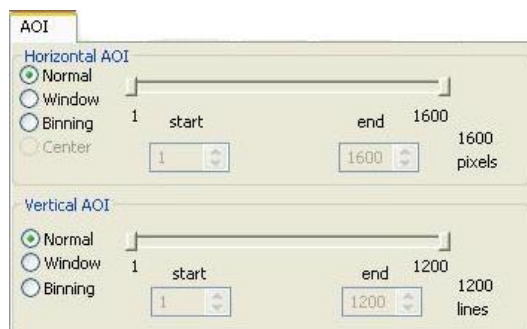 AOI
Horizontal AOI
Normal
Window
Binning
Center
1 start end 1600
1 1600
1600
pixels
Vertical AOI
Normal
Window
Binning
1 start end 1200
1 1200
1200
lines